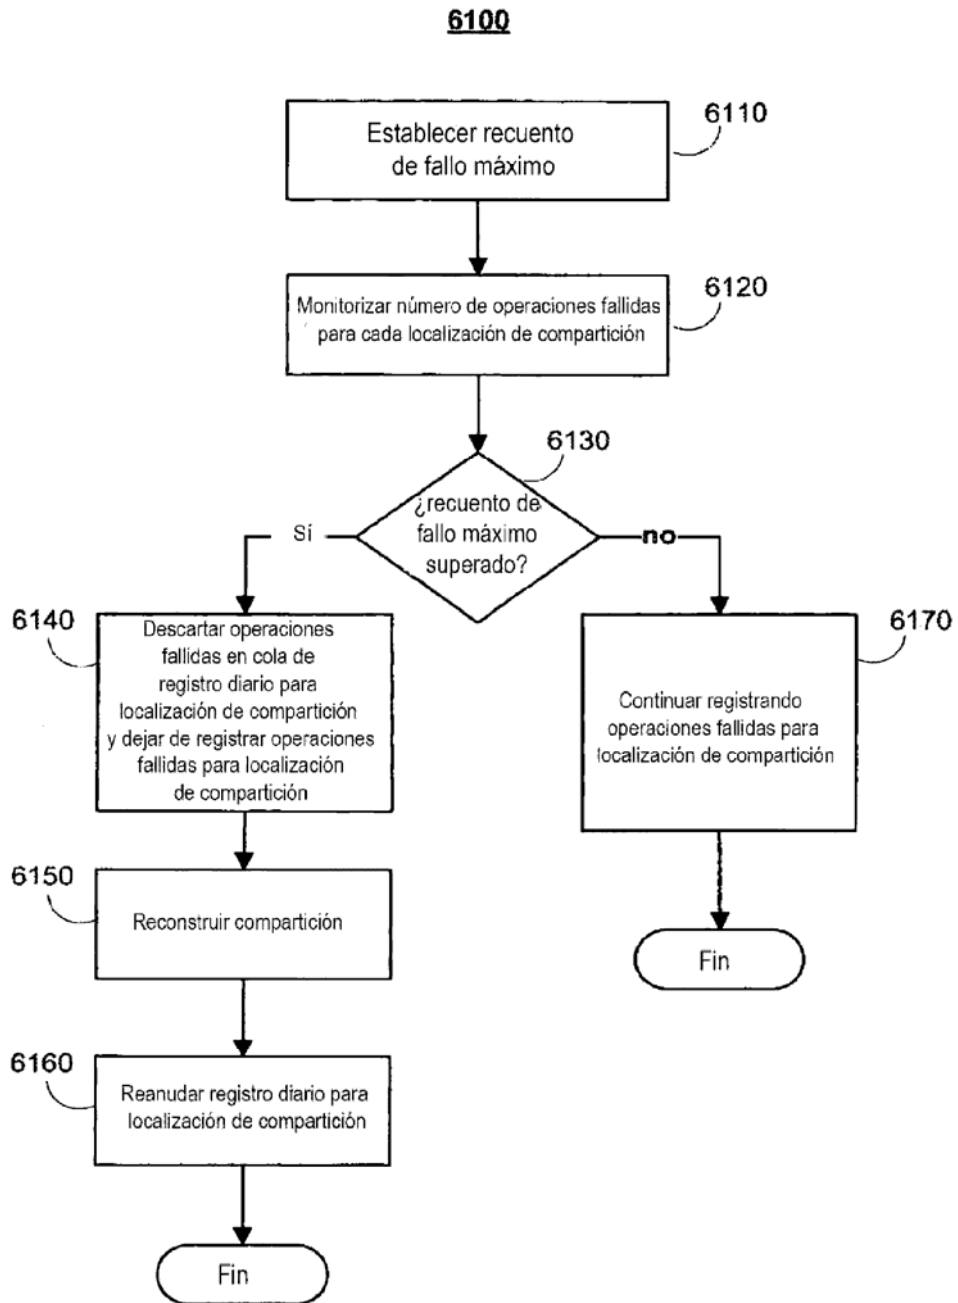 6100
Establecer recuento
de fallo máximo
6110
Monitorizar número de operaciones fallidas
para cada localización de compartición
6120
¿recuento de
fallo máximo
superado?
6130
Sí
no
6140
Descartar operaciones
fallidas en cola de
registro diario para
localización de compartición
y dejar de registrar operaciones
fallidas para localización
de compartición
6170
Continuar registrando
operaciones fallidas para
localización de compartición
6150
Reconstruir compartición
Fin
6160
Reanudar registro diario para
localización de compartición
Fin